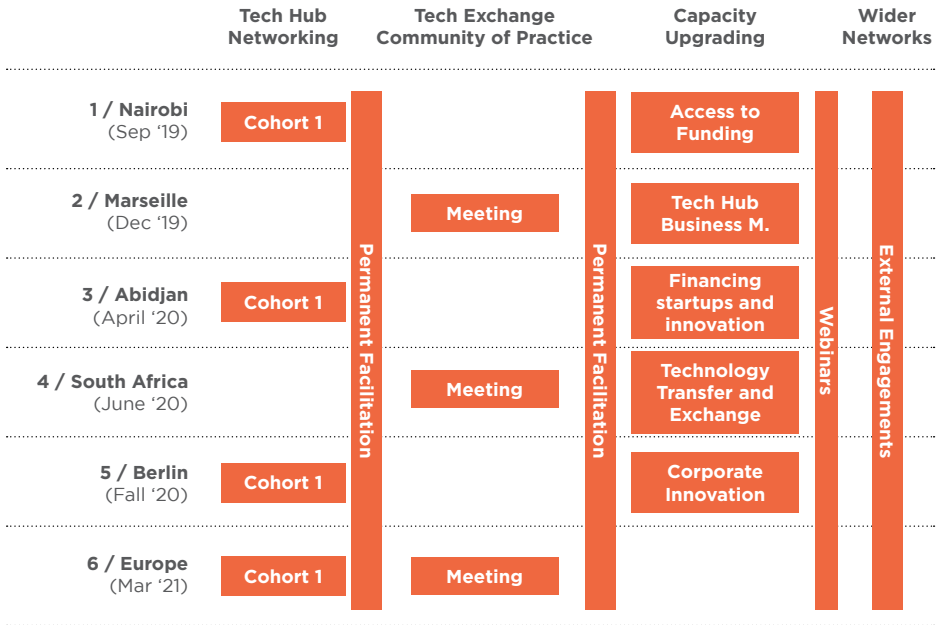 Tech Hub
Networking
Tech Exchange
Community of Practice
Capacity
Upgrading
Wider
Networks
1 / Nairobi
(Sep ‘19)
Cohort 1
Access to
Funding
2 / Marseille
(Dec ‘19)
Meeting
Tech Hub
Business M.
3 / Abidjan
(April ‘20)
Cohort 1
Financing
startups and
innovation
4 / South Africa
(June ‘20)
Meeting
Technology
Transfer and
Exchange
5 / Berlin
(Fall ‘20)
Cohort 1
Corporate
Innovation
6 / Europe
(Mar ‘21)
Cohort 1
Meeting
Permanent Facilitation
Permanent Facilitation
Webinars
External Engagements